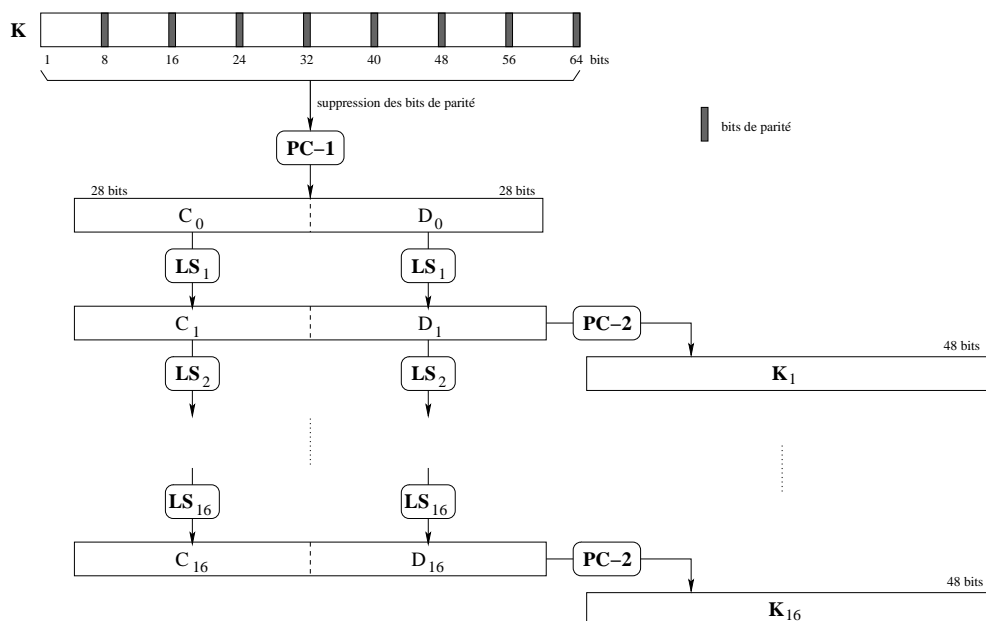 K
1 8 16 24 32 40 48 56 64 bits
suppression des bits de parité
bits de parité
PC-1
28 bits 28 bits
C0 D0
LS1 LS1
C1 D1 PC-2
48 bits
LS2 LS2 K1
LS16 LS16
C16 D16 PC-2
48 bits
K16